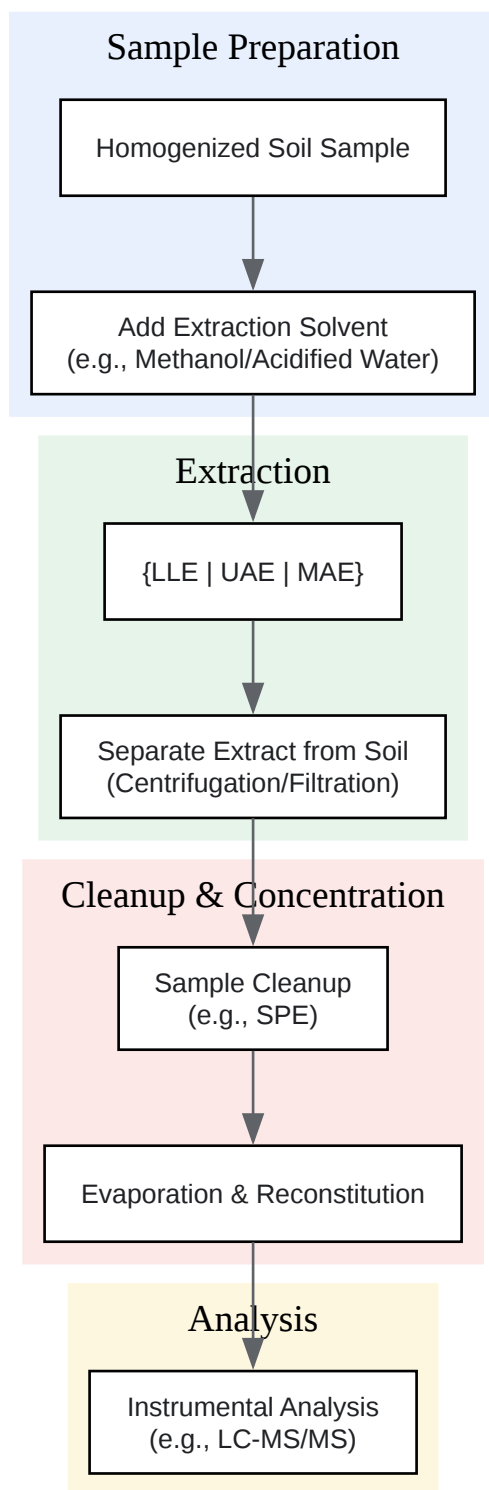 Sample Preparation
Homogenized Soil Sample
Add Extraction Solvent
(e.g., Methanol/Acidified Water)
Extraction
{LLE | UAE | MAE}
Separate Extract from Soil
(Centrifugation/Filtration)
Cleanup & Concentration
Sample Cleanup
(e.g., SPE)
Evaporation & Reconstitution
Analysis
Instrumental Analysis
(e.g., LC-MS/MS)